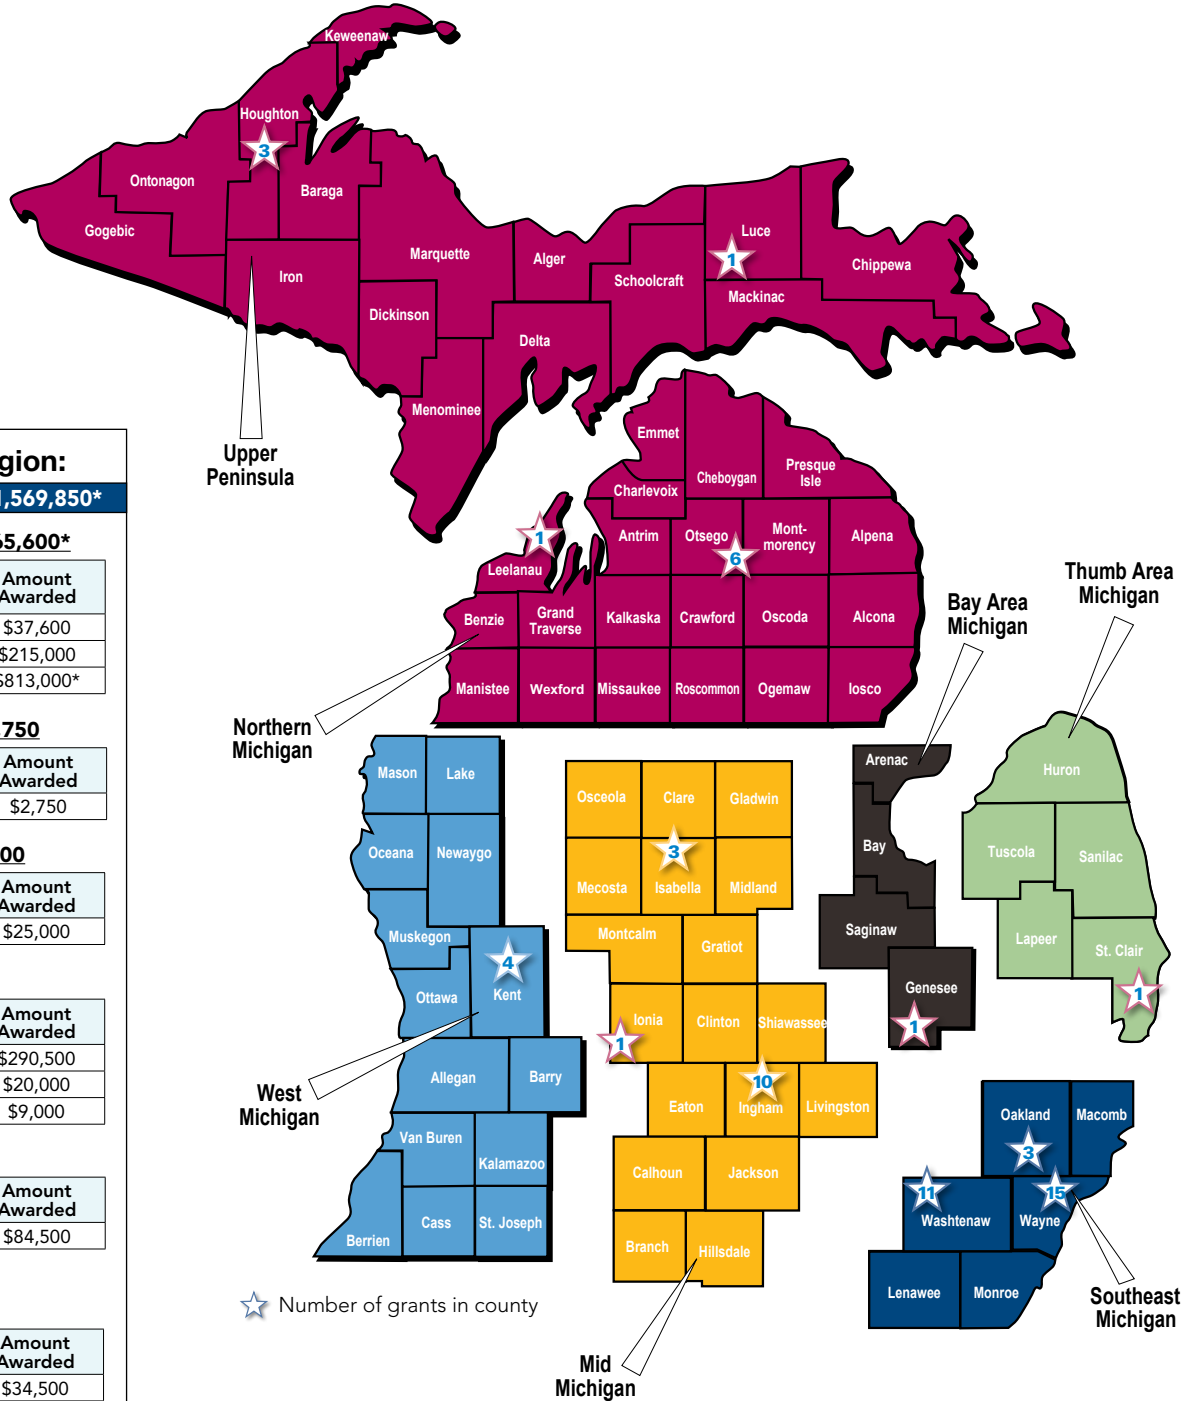 Keweenaw
Houghton
3
Ontonagon
Baraga
Gogebic
Iron
Marquette
Alger
Luce
1
Chippewa
Schoolcraft
Mackinac
Dickinson
Delta
Menominee
Upper
Peninsula
Emmet
Cheboygan
Presque
Isle
Charlevoix
Antrim
Otsego
6
Mont-
morency
Alpena
1
Leelanau
Benzie
Grand
Traverse
Kalkaska
Crawford
Oscoda
Alcona
Manistee
Wexford
Missaukee
Roscommon
Ogemaw
Iosco
Northern
Michigan
Bay Area
Michigan
Thumb Area
Michigan
gion:
1,569,850*
65,600*
Amount
Awarded
$37,600
$215,000
$813,000*
,750
Amount
Awarded
$2,750
00
Amount
Awarded
$25,000
Amount
Awarded
$290,500
$20,000
$9,000
Amount
Awarded
$84,500
Amount
Awarded
$34,500
Mason
Lake
Oceana
Newaygo
Muskegon
4
Ottawa
Kent
Allegan
Barry
Van Buren
Kalamazoo
Berrien
Cass
St. Joseph
West
Michigan
Osceola
Clare
Gladwin
3
Mecosta
Isabella
Midland
Montcalm
Gratiot
Ionia
1
Clinton
Shiawassee
10
Eaton
Ingham
Livingston
Calhoun
Jackson
Branch
Hillsdale
Mid
Michigan
Arenac
Bay
Saginaw
Genesee
1
Huron
Tuscola
Sanilac
Lapeer
St. Clair
1
Oakland
3
Macomb
11
Washtenaw
15
Wayne
Lenawee
Monroe
Southeast
Michigan
Number of grants in county